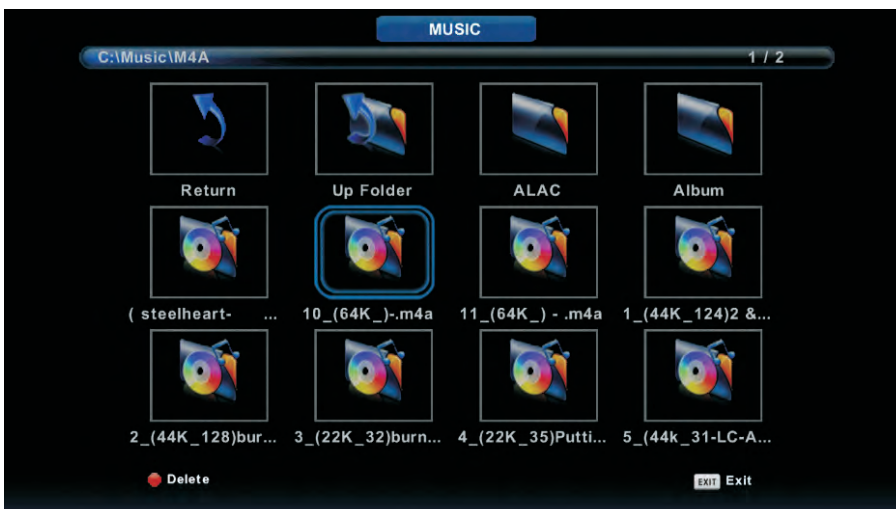 MUSIC
C:\Music\M4A 1 / 2
Return Up Folder ALAC Album
( steelheart- ... 10_(64K_)-.m4a 11_(64K_) - .m4a 1_(44K_124)2 &...
2_(44K_128)bur... 3_(22K_32)burn... 4_(22K_35)Putti... 5_(44k_31-LC-A...
Delete EXIT Exit